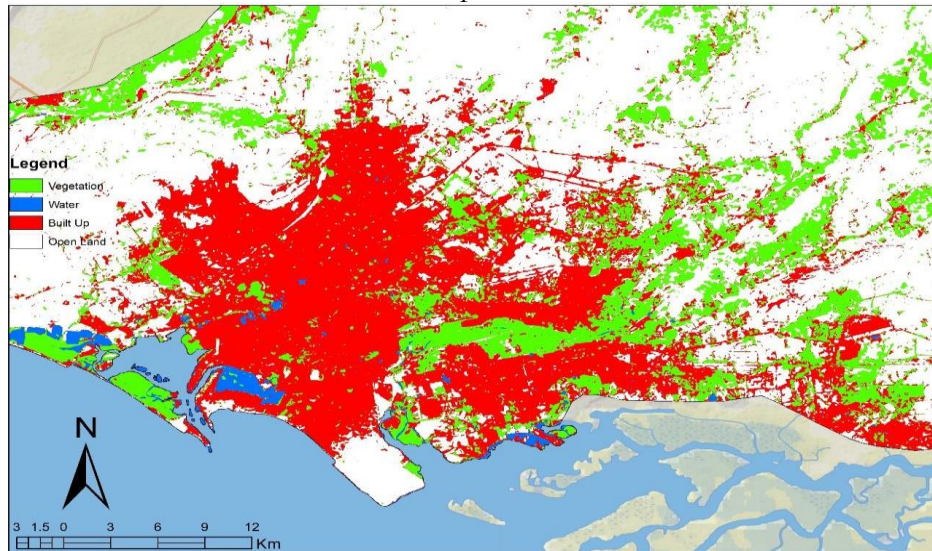 Legend
Vegetation
Water
Built Up
Open Land
N
3 1.5 0 3 6 9 12
Km